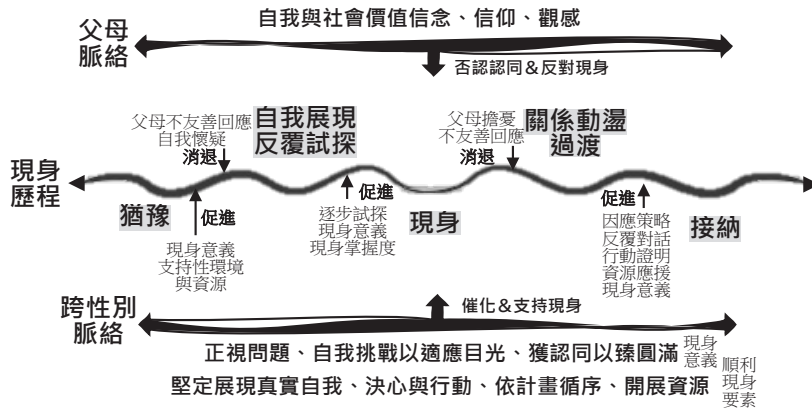 自我與社會價值信念、信仰、觀感
父母
脈絡
否認認同&反對現身
父母不友善回應
自我懷疑
消退
自我展現
反覆試探
父母擔憂
不友善回應
消退
關係動盪
過渡
現身
歷程
猶豫
促進
現身意義
支持性環境
與資源
促進
逐步試探
現身意義
現身掌握度
現身
促進
因應策略
反覆對話
行動證明
資源應援
現身意義
接納
跨性別
脈絡
催化&支持現身
正視問題、自我挑戰以適應目光、獲認同以臻圓滿
現身
意義
堅定展現真實自我、決心與行動、依計畫循序、開展資源
順利
現身
要素